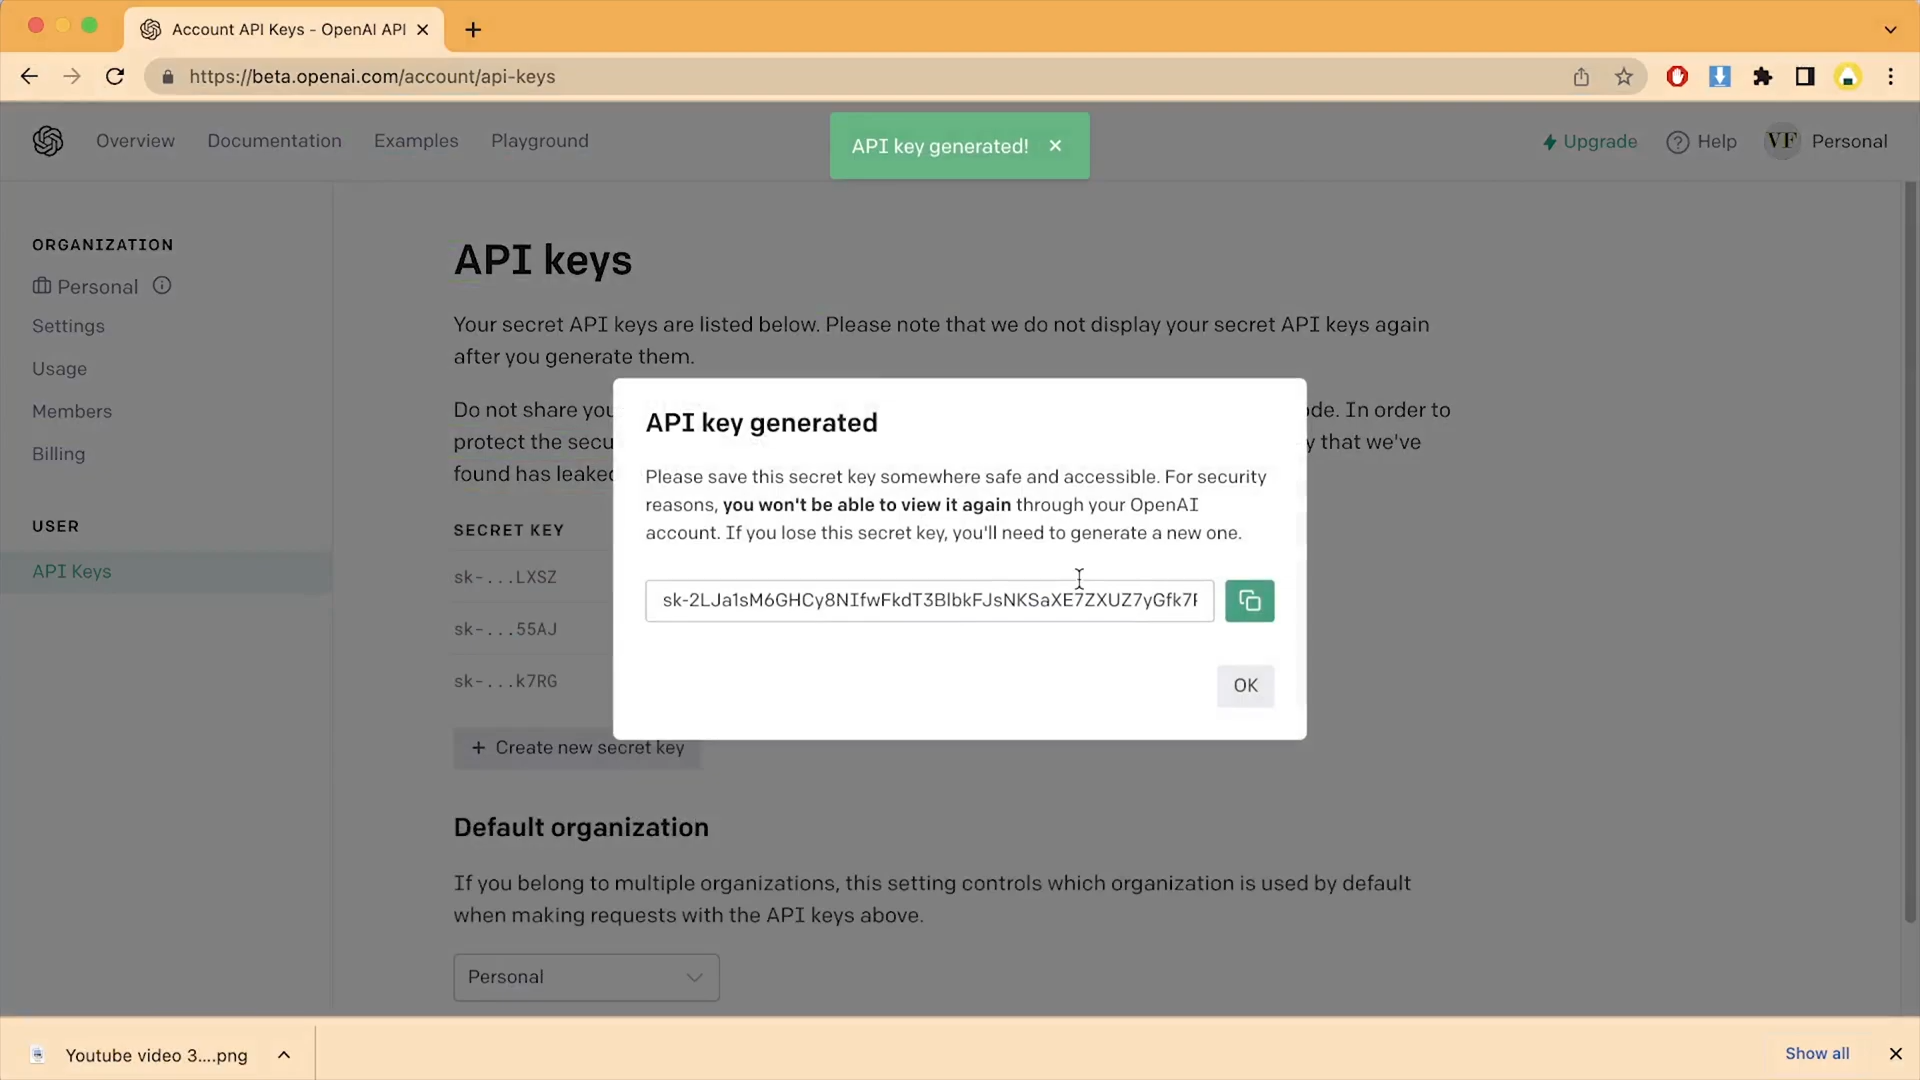 Account API Keys - OpenAI API
https://beta.openai.com/account/api-keys
Overview
Documentation
Examples
Playground
API key generated!
Upgrade
Help
VF
Personal
ORGANIZATION
Personal
Settings
Usage
Members
Billing
USER
API Keys
API keys
Your secret API keys are listed below. Please note that we do not display your secret API keys again
after you generate them.
Do not share
In order to
protect the
that we've
found has
SECRET KEY
sk-...LXSZ
sk-...55AJ
sk-...k7RG
+ Create new secret key
API key generated
Please save this secret key somewhere safe and accessible. For security
reasons, you won't be able to view it again through your OpenAI
account. If you lose this secret key, you'll need to generate a new one.
OK
Default organization
If you belong to multiple organizations, this setting controls which organization is used by default
when making requests with the API keys above.
Personal
Youtube video 3....png
Show all